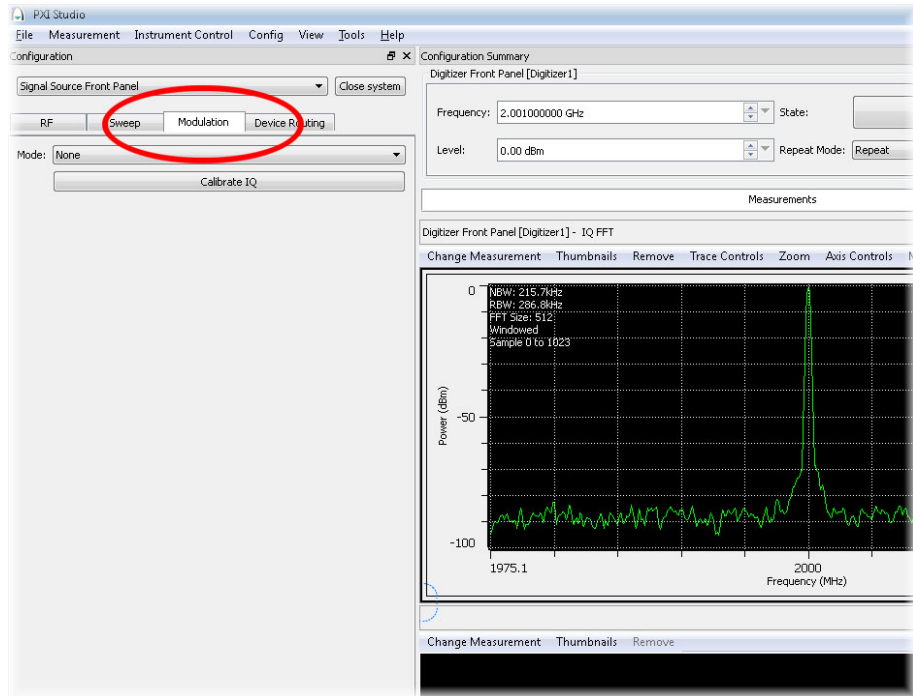 PXI Studio
File Measurement Instrument Control Config View Tools Help
Configuration
Signal Source Front Panel Close system
RF Sweep Modulation Device Routing
Mode: None
Calibrate IQ
Configuration Summary
Digitizer Front Panel [Digitizer1]
Frequency: 2.001000000 GHz State:
Level: 0.00 dBm Repeat Mode: Repeat
Measurements
Digitizer Front Panel [Digitizer1] - IQ FFT
Change Measurement Thumbnails Remove Trace Controls Zoom Axis Controls
NBW: 215.7kHz
RBW: 286.8kHz
FFT Size: 512
Windowed
Sample 0 to 1023
0
-50
-100
Power (dBm)
1975.1 2000
Frequency (MHz)
Change Measurement Thumbnails Remove